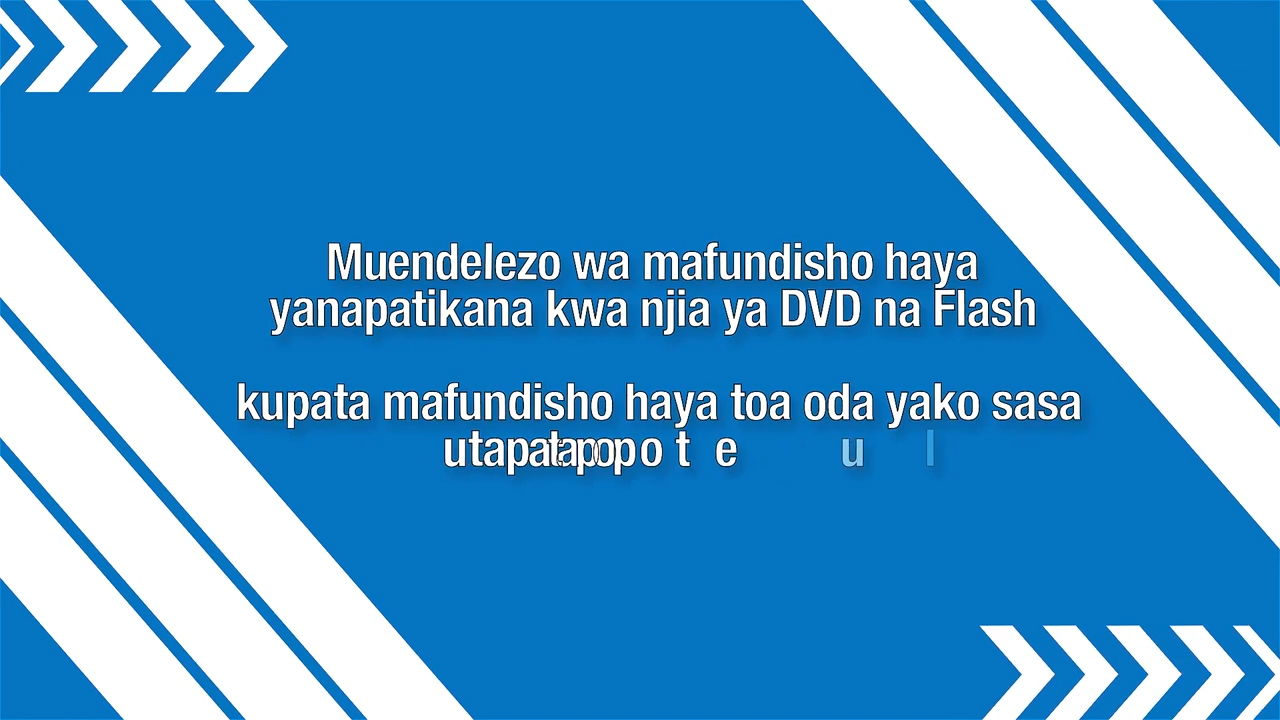 Muendelezo wa mafundisho haya
yanapatikana kwa njia ya DVD na Flash
kupata mafundisho haya toa oda yako sasa